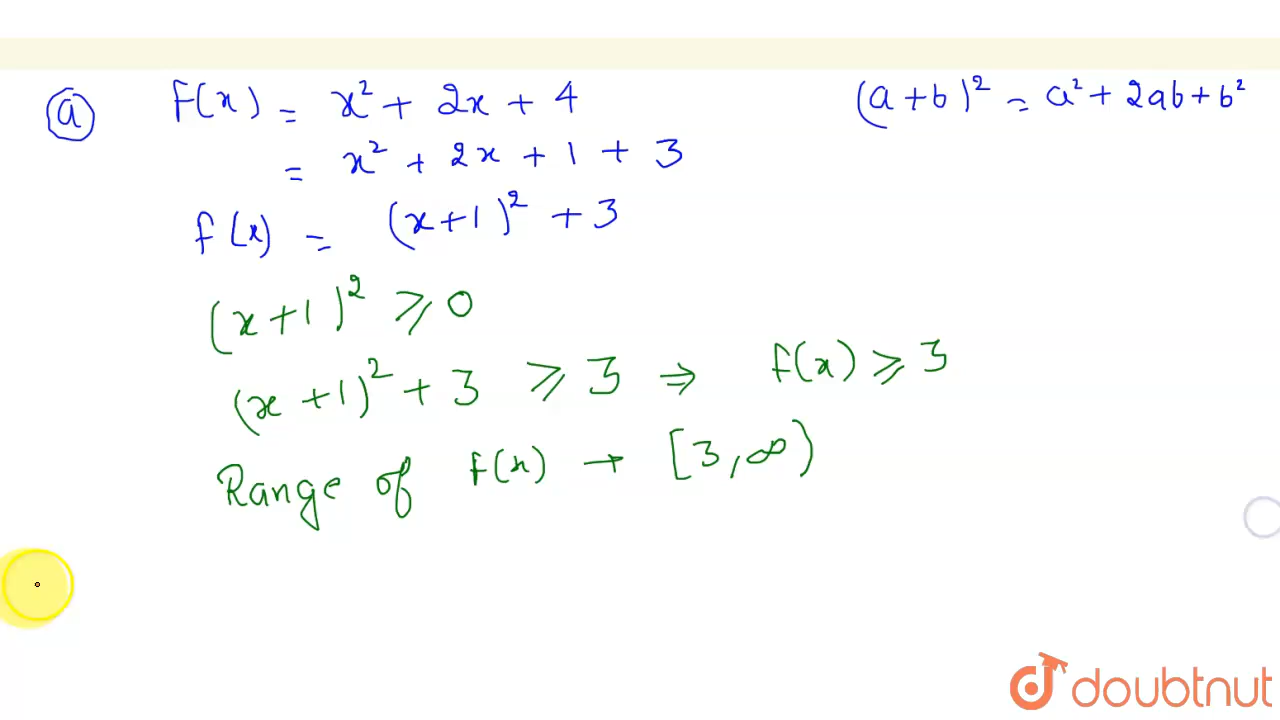 (a) f(x) = x² + 2x + 4
(a + b)² = a² + 2ab + b²
= x² + 2x + 1 + 3
f(x) = (x+1)² + 3
(x+1)² ⩾ 0
(x+1)² + 3 ⩾ 3 ⇒ f(x) ⩾ 3
Range of f(x) → [3, ∞)
doubtnut